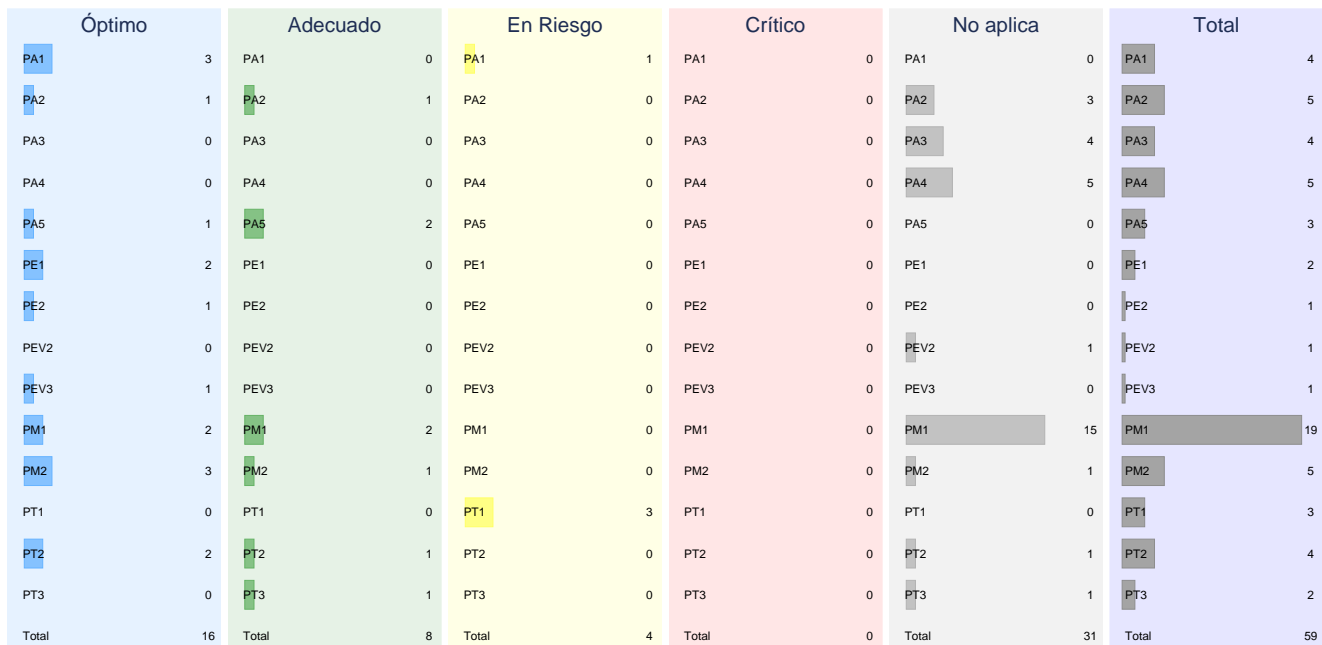 Óptimo Adecuado En Riesgo Crítico No aplica Total
PA1 3 PA1 0 PA1 1 PA1 0 PA1 0 PA1 4
PA2 1 PA2 1 PA2 0 PA2 0 PA2 3 PA2 5
PA3 0 PA3 0 PA3 0 PA3 0 PA3 4 PA3 4
PA4 0 PA4 0 PA4 0 PA4 0 PA4 5 PA4 5
PA5 1 PA5 2 PA5 0 PA5 0 PA5 0 PA5 3
PE1 2 PE1 0 PE1 0 PE1 0 PE1 0 PE1 2
PE2 1 PE2 0 PE2 0 PE2 0 PE2 0 PE2 1
PEV2 0 PEV2 0 PEV2 0 PEV2 0 PEV2 1 PEV2 1
PEV3 1 PEV3 0 PEV3 0 PEV3 0 PEV3 0 PEV3 1
PM1 2 PM1 2 PM1 0 PM1 0 PM1 15 PM1 19
PM2 3 PM2 1 PM2 0 PM2 0 PM2 1 PM2 5
PT1 0 PT1 0 PT1 3 PT1 0 PT1 0 PT1 3
PT2 2 PT2 1 PT2 0 PT2 0 PT2 1 PT2 4
PT3 0 PT3 1 PT3 0 PT3 0 PT3 1 PT3 2
Total 16 Total 8 Total 4 Total 0 Total 31 Total 59